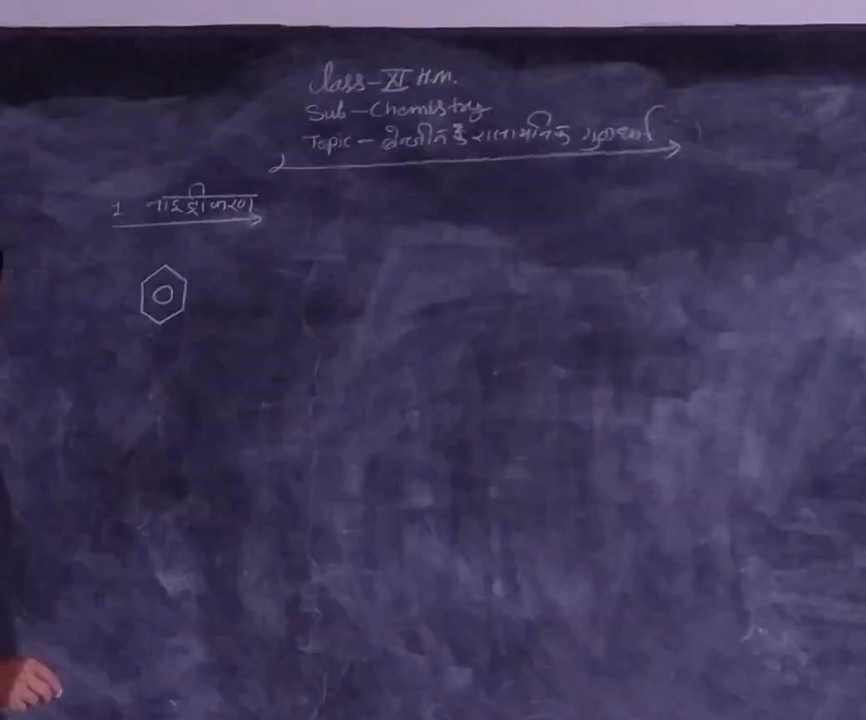 Class-XI H.M.
Sub-Chemistry
Topic - बेन्जीन के रासायनिक गुणधर्म
1 नाइट्रीकरण